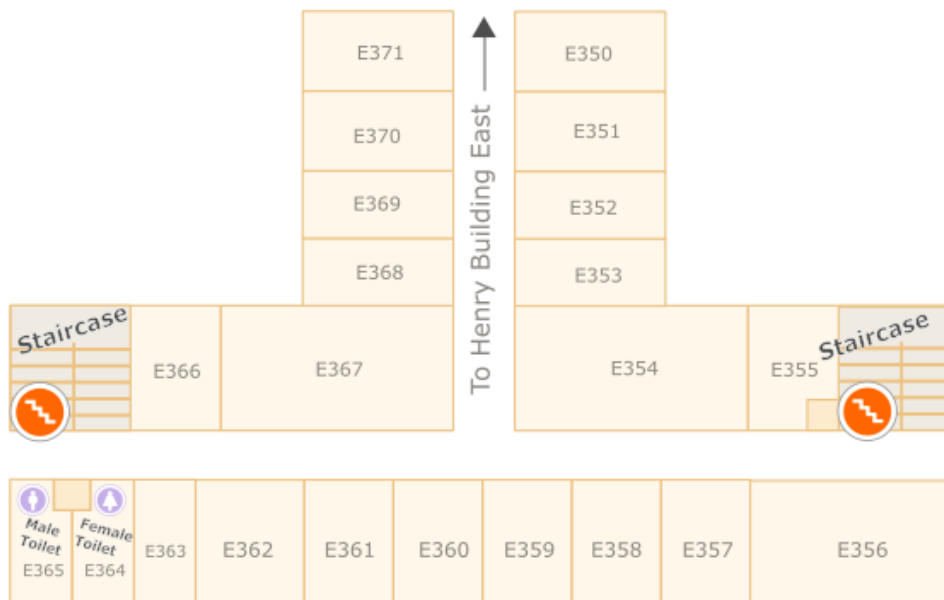 E371
E350
E370
E351
E369
E352
E368
E353
To Henry Building East
Staircase
E366
E367
E354
E355
Staircase
Male
Toilet
E365
Female
Toilet
E364
E363
E362
E361
E360
E359
E358
E357
E356